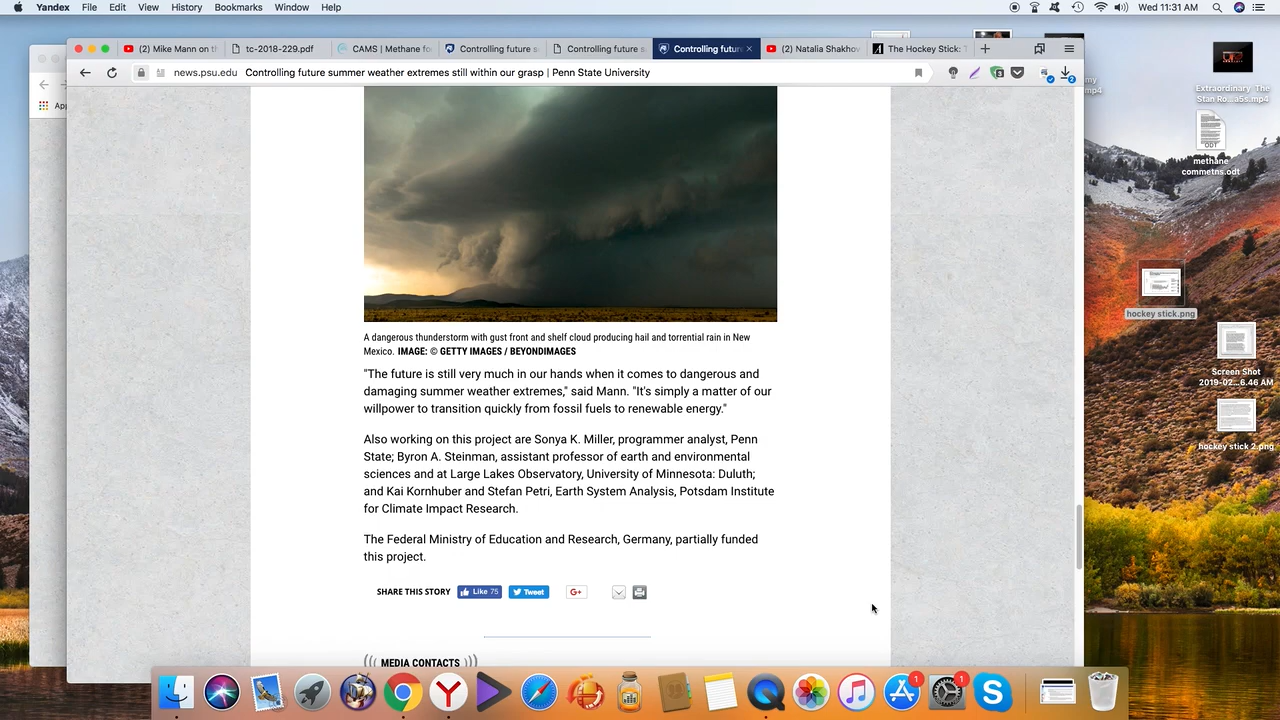 Yandex File Edit View History Bookmarks Window Help Wed 11:31 AM
(2) Mike Mann on th tc-2018-229.pdf CAMS | Methane fo Controlling future s Controlling future s Controlling futur (2) Natalia Shakhov The Hockey Stick: T
news.psu.edu Controlling future summer weather extremes still within our grasp | Penn State University
my
mp4
Extraordinary The
Stan Ro...a5s.mp4
App
ODT
methane
commetns.odt
hockey stick.png
A dangerous thunderstorm with gust front and shelf cloud producing hail and torrential rain in New
Mexico. IMAGE: © GETTY IMAGES / BEYONDIMAGES
Screen Shot
2019-02...6.46 AM
"The future is still very much in our hands when it comes to dangerous and
damaging summer weather extremes," said Mann. "It's simply a matter of our
willpower to transition quickly from fossil fuels to renewable energy."
hockey stick 2.png
Also working on this project are Sonya K. Miller, programmer analyst, Penn
State; Byron A. Steinman, assistant professor of earth and environmental
sciences and at Large Lakes Observatory, University of Minnesota: Duluth;
and Kai Kornhuber and Stefan Petri, Earth System Analysis, Potsdam Institute
for Climate Impact Research.
The Federal Ministry of Education and Research, Germany, partially funded
this project.
SHARE THIS STORY Like 75 Tweet G+
MEDIA CONTACTS